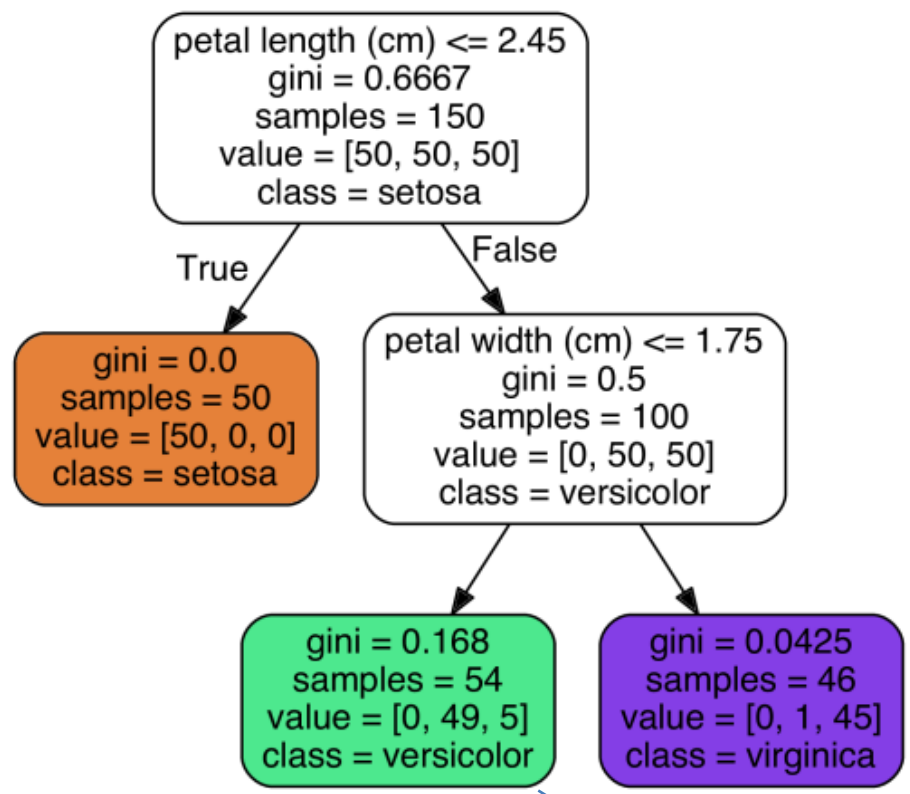 petal length (cm) <= 2.45
gini = 0.6667
samples = 150
value = [50, 50, 50]
class = setosa
True
False
gini = 0.0
samples = 50
value = [50, 0, 0]
class = setosa
petal width (cm) <= 1.75
gini = 0.5
samples = 100
value = [0, 50, 50]
class = versicolor
gini = 0.168
samples = 54
value = [0, 49, 5]
class = versicolor
gini = 0.0425
samples = 46
value = [0, 1, 45]
class = virginica